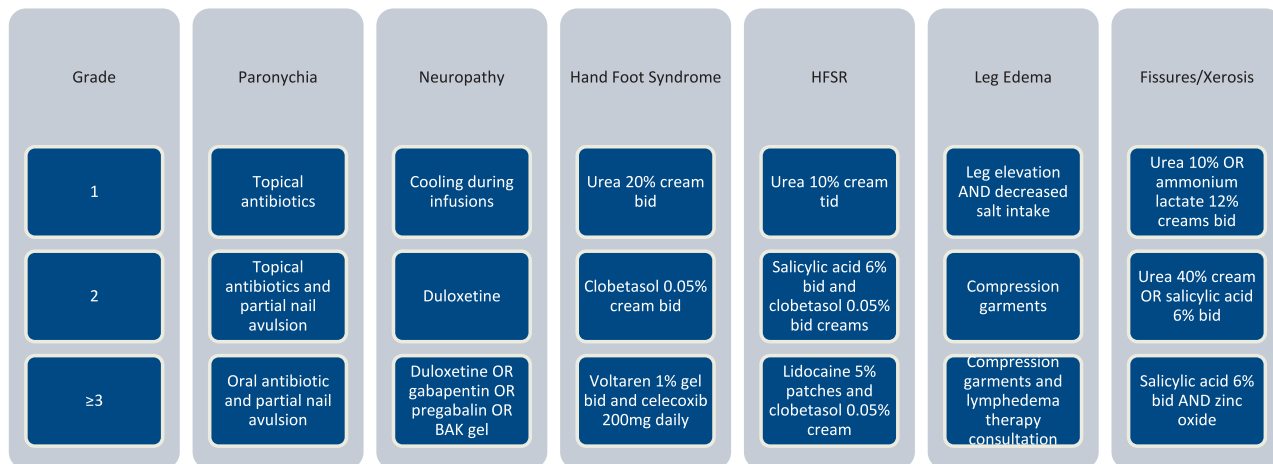 Grade
Paronychia
Neuropathy
Hand Foot Syndrome
HFSR
Leg Edema
Fissures/Xerosis
1
Topical
antibiotics
Cooling during
infusions
Urea 20% cream
bid
Urea 10% cream
tid
Leg elevation
AND decreased
salt intake
Urea 10% OR
ammonium
lactate 12%
creams bid
2
Topical
antibiotics and
partial nail
avulsion
Duloxetine
Clobetasol 0.05%
cream bid
Salicylic acid 6%
bid and
clobetasol 0.05%
bid creams
Compression
garments
Urea 40% cream
OR salicylic acid
6% bid
≥3
Oral antibiotic
and partial nail
avulsion
Duloxetine OR
gabapentin OR
pregabalin OR
BAK gel
Voltaren 1% gel
bid and celecoxib
200mg daily
Lidocaine 5%
patches and
clobetasol 0.05%
cream
Compression
garments and
lymphedema
therapy
consultation
Salicylic acid 6%
bid AND zinc
oxide